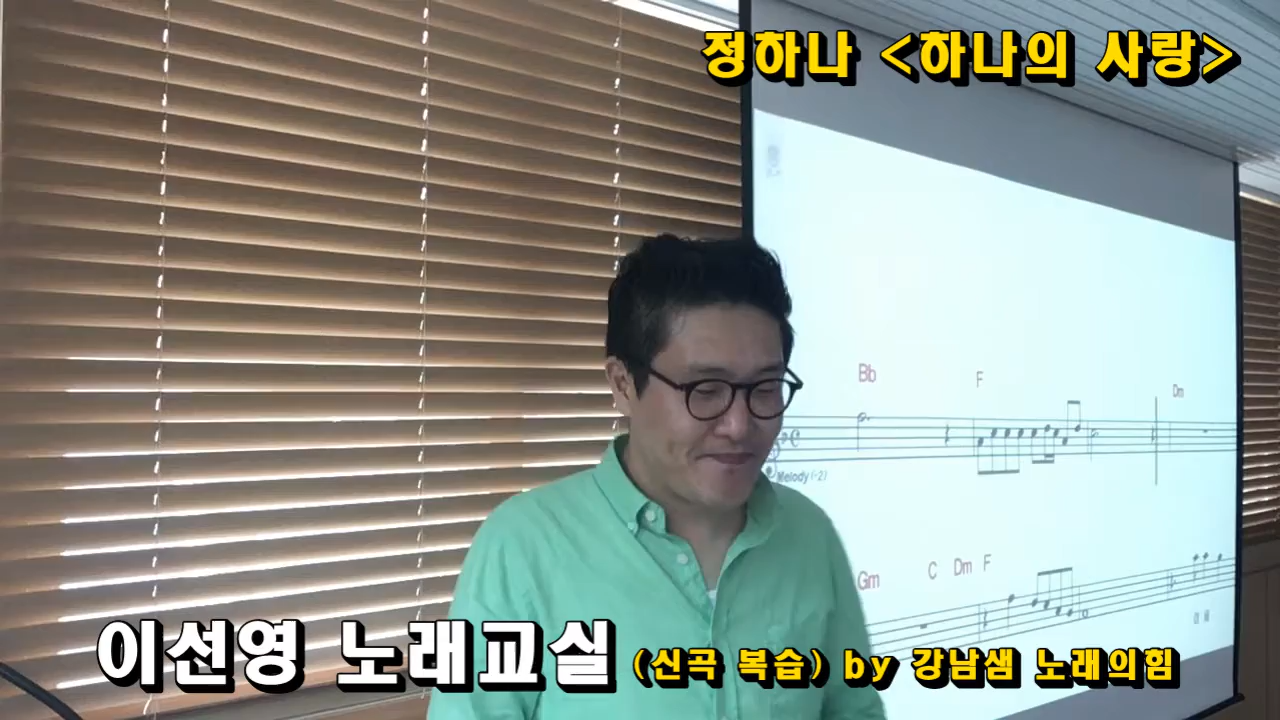 정하나 <하나의 사랑>
Bb F Dm
Melody (-2)
Gm C Dm F
이선영 노래교실 (신곡 복습) by 강남샘 노래의힘